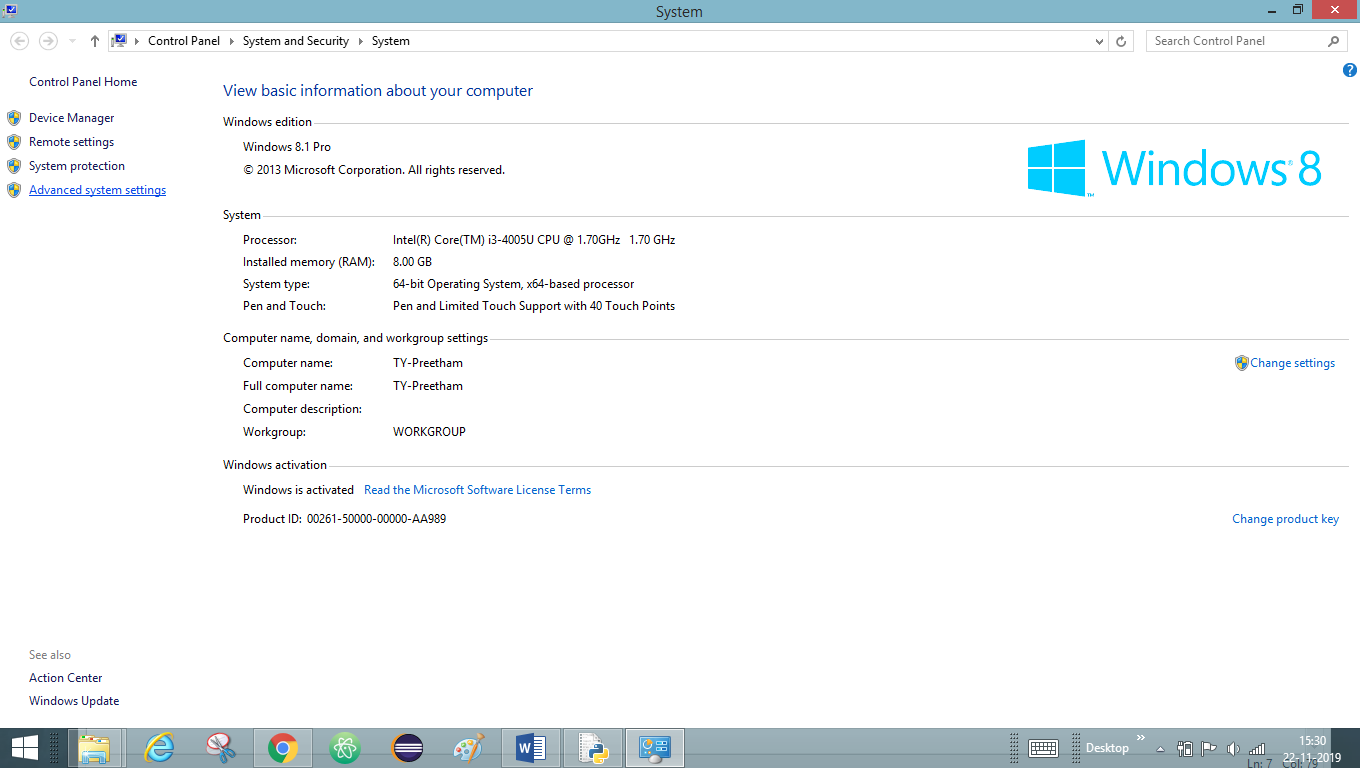 System
Control Panel ▸ System and Security ▸ System
Search Control Panel
Control Panel Home
Device Manager
Remote settings
System protection
Advanced system settings
View basic information about your computer
Windows edition
Windows 8.1 Pro
© 2013 Microsoft Corporation. All rights reserved.
Windows® 8
System
Processor: Intel(R) Core(TM) i3-4005U CPU @ 1.70GHz 1.70 GHz
Installed memory (RAM): 8.00 GB
System type: 64-bit Operating System, x64-based processor
Pen and Touch: Pen and Limited Touch Support with 40 Touch Points
Computer name, domain, and workgroup settings
Computer name: TY-Preetham
Change settings
Full computer name: TY-Preetham
Computer description:
Workgroup: WORKGROUP
Windows activation
Windows is activated Read the Microsoft Software License Terms
Product ID: 00261-50000-00000-AA989
Change product key
See also
Action Center
Windows Update
Desktop
15:30
22-11-2019
Ln: 7 Col: 79